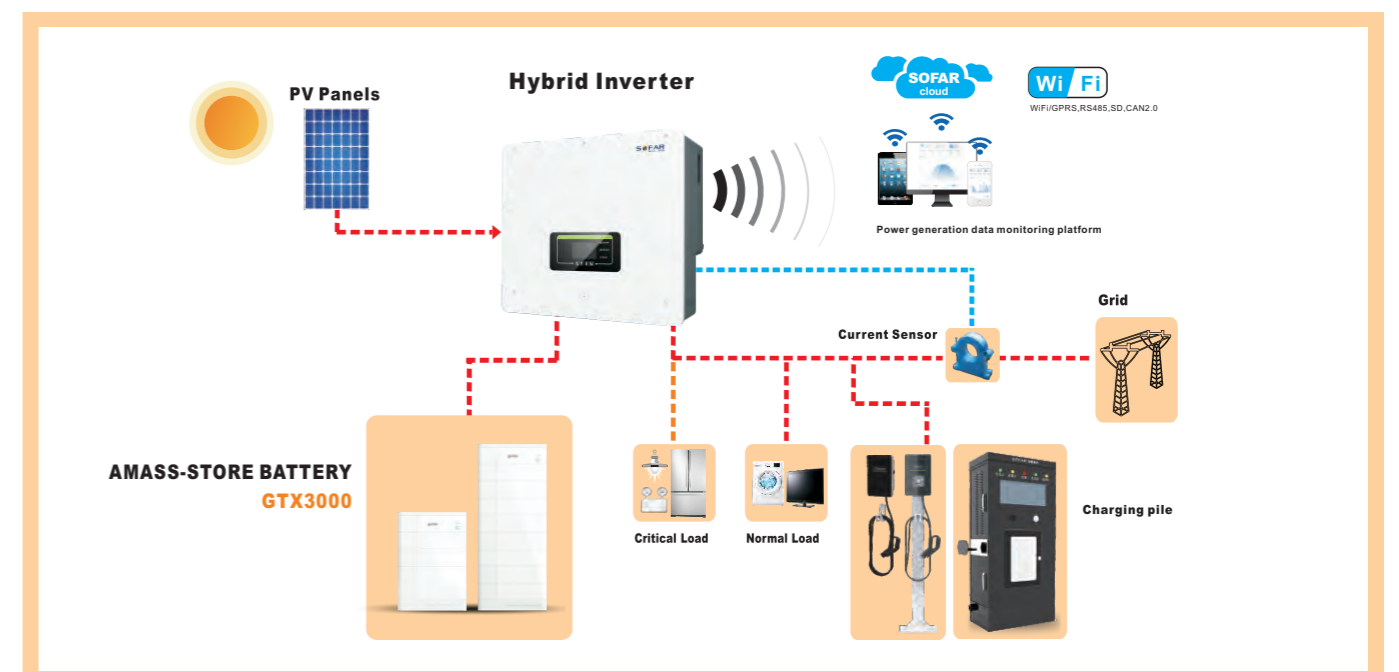 Hybrid Inverter
PV Panels
SOFAR
cloud
Wi Fi
WiFi/GPRS,RS485,SD,CAN2.0
SOFAR
Power generation data monitoring platform
Grid
Current Sensor
AMASS-STORE BATTERY
GTX3000
Critical Load
Normal Load
Charging pile